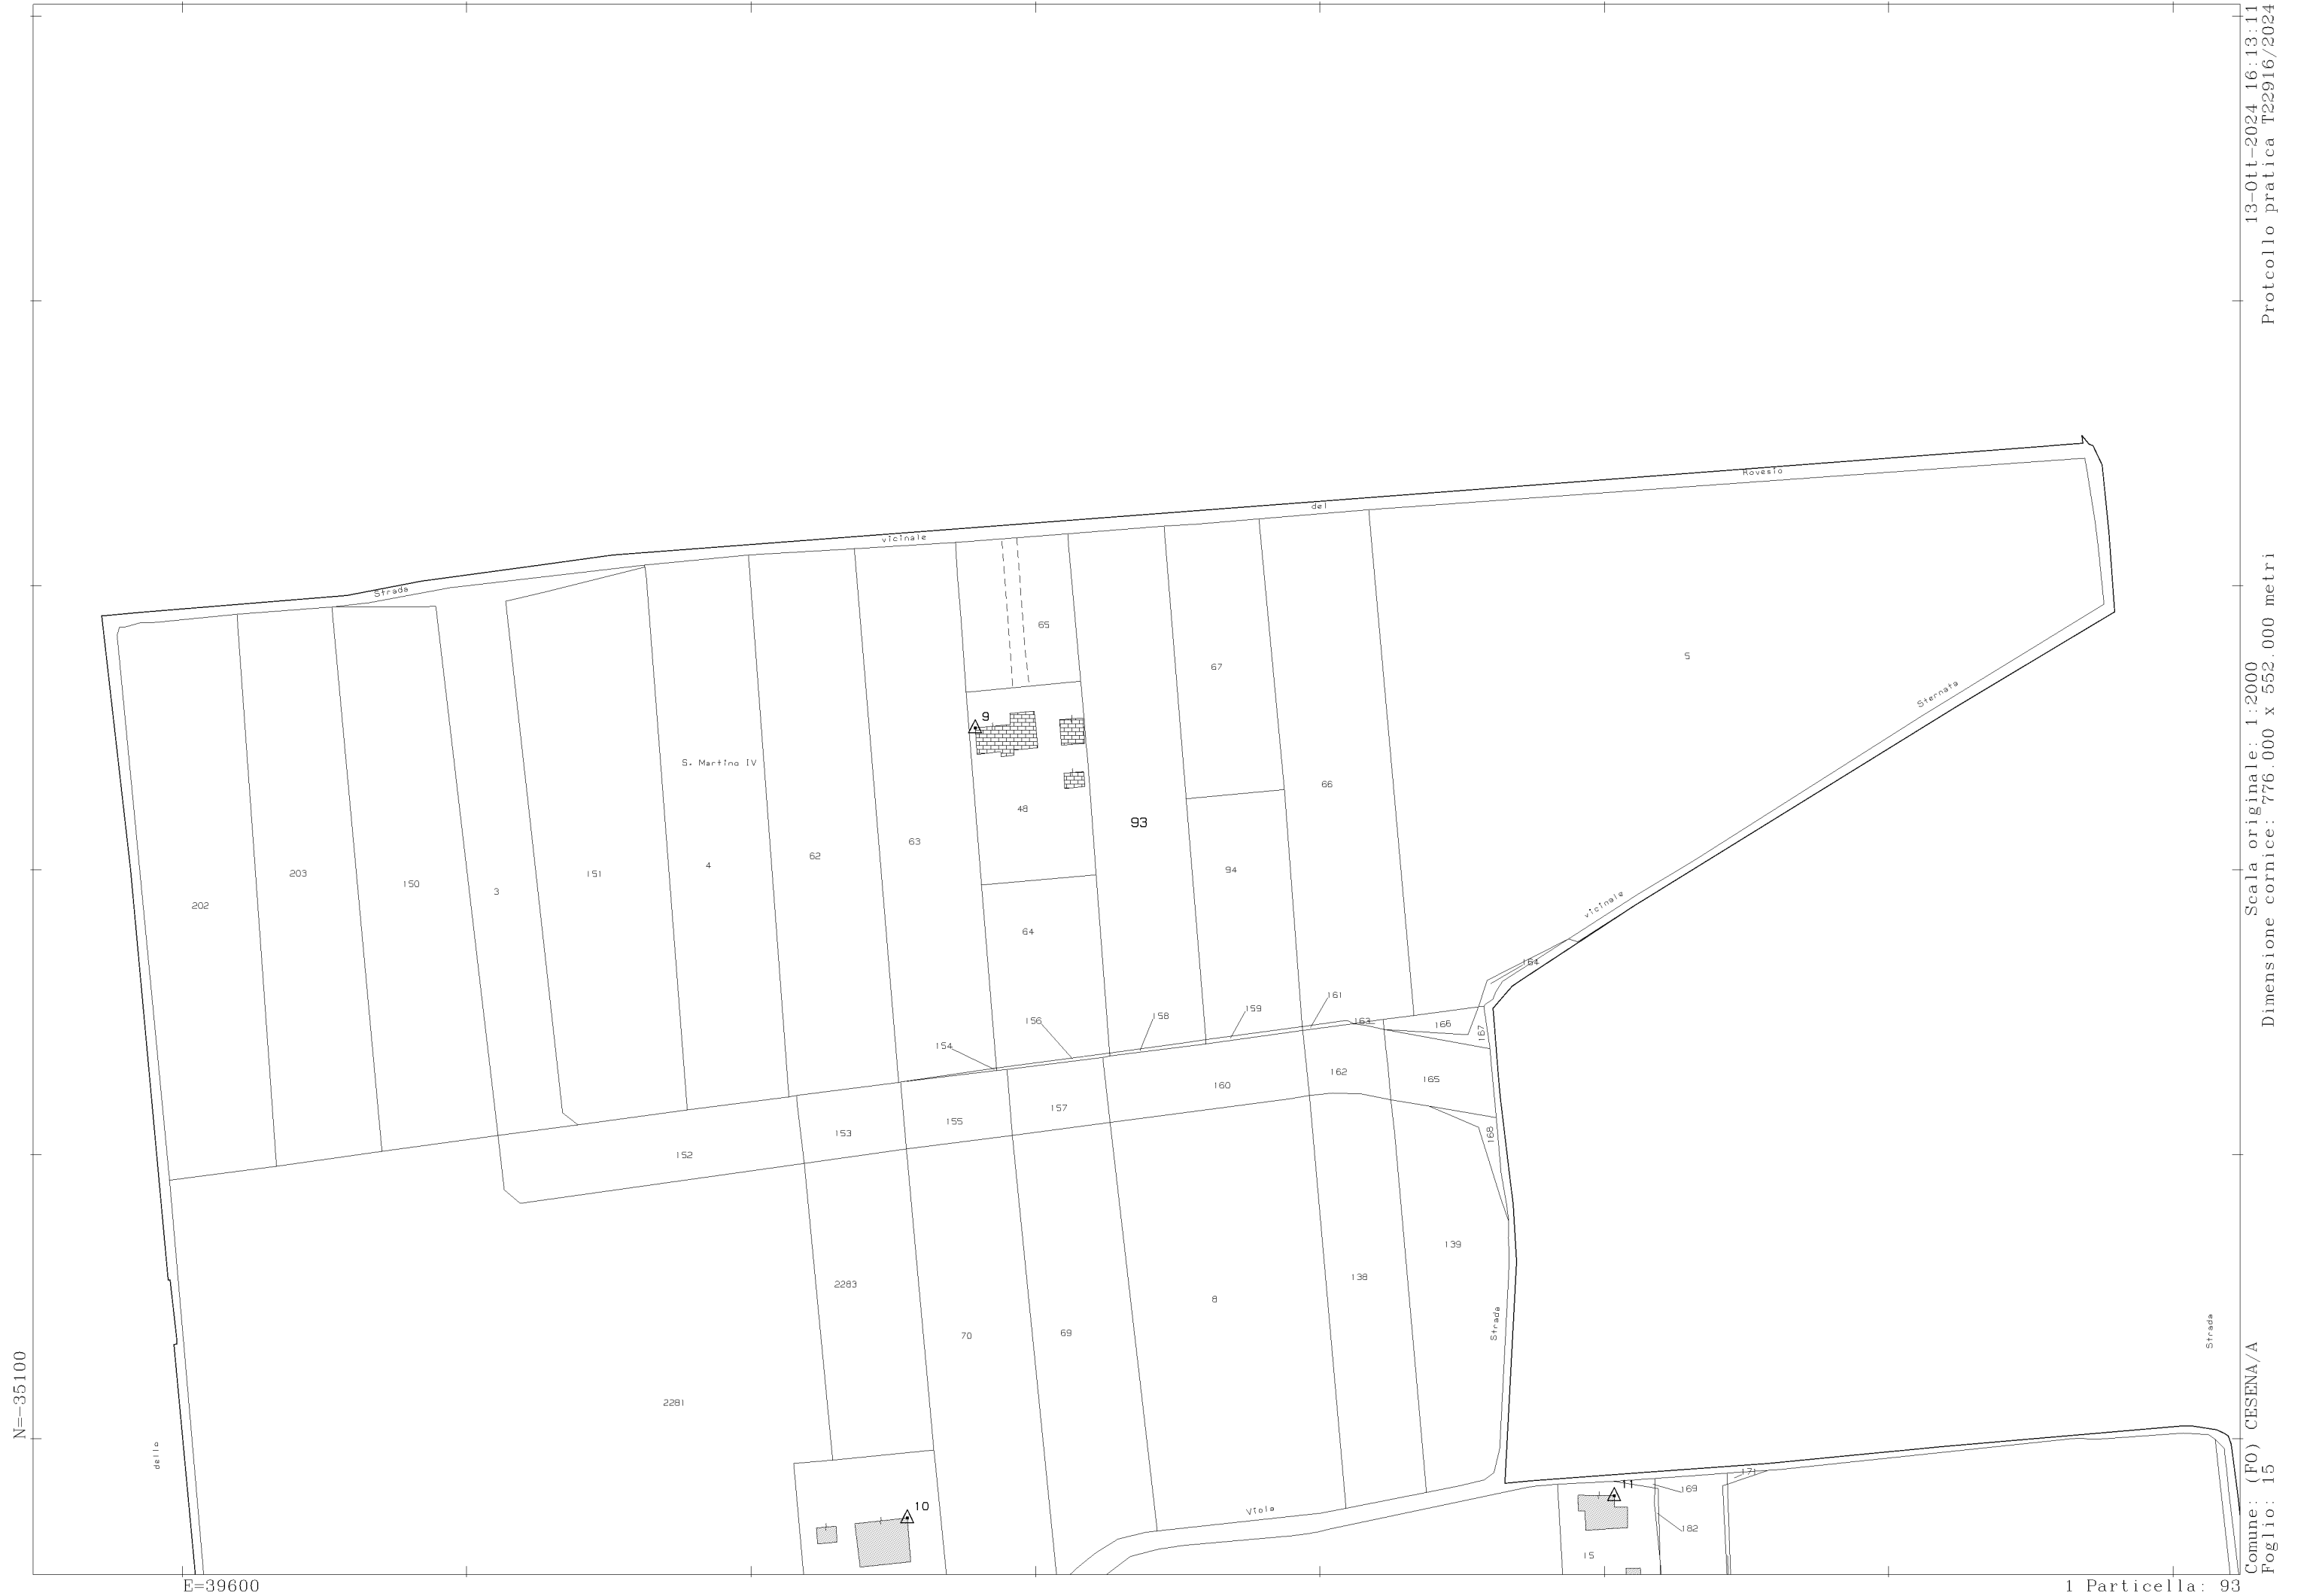 13-Ott-2024 16:13:11
Protocollo pratica T22916/2024
Scala originale: 1:2000
Dimensione cornice: 776.000 x 552.000 metri
Comune: (FO) CESENA/A
Foglio: 15
1 Particella: 93
N=-35100
E=39600
Rovesio
del
vicinale
Strada
65
67
5
Sternata
9
S. Martino IV
66
48
93
63
62
4
94
203
151
150
3
vicinale
202
64
164
161
159
158
156
163
166
167
154
162
165
160
157
155
153
168
152
139
138
2283
8
Strada
Strada
69
70
2281
della
171
11
169
10
Viola
182
15